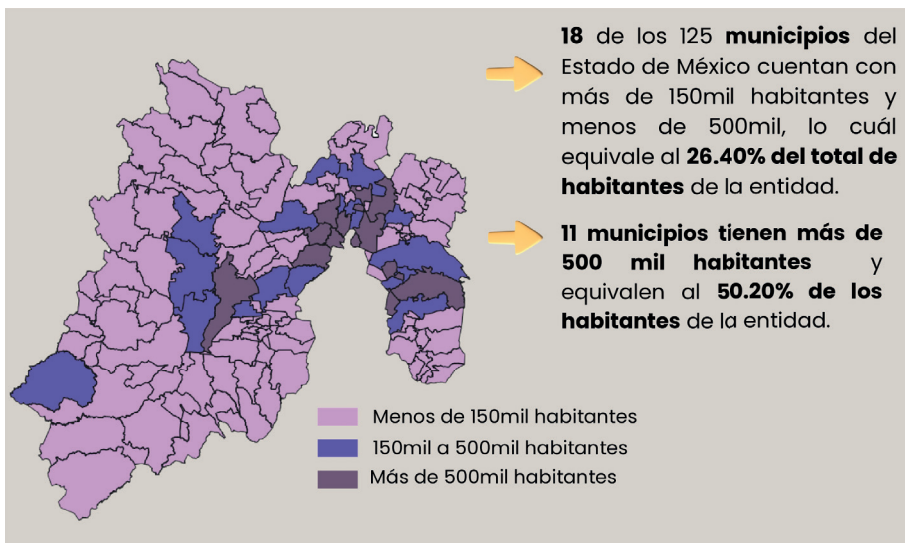 18 de los 125 municipios del
Estado de México cuentan con
más de 150mil habitantes y
menos de 500mil, lo cuál
equivale al 26.40% del total de
habitantes de la entidad.
11 municipios tienen más de
500 mil habitantes y
equivalen al 50.20% de los
habitantes de la entidad.
Menos de 150mil habitantes
150mil a 500mil habitantes
Más de 500mil habitantes